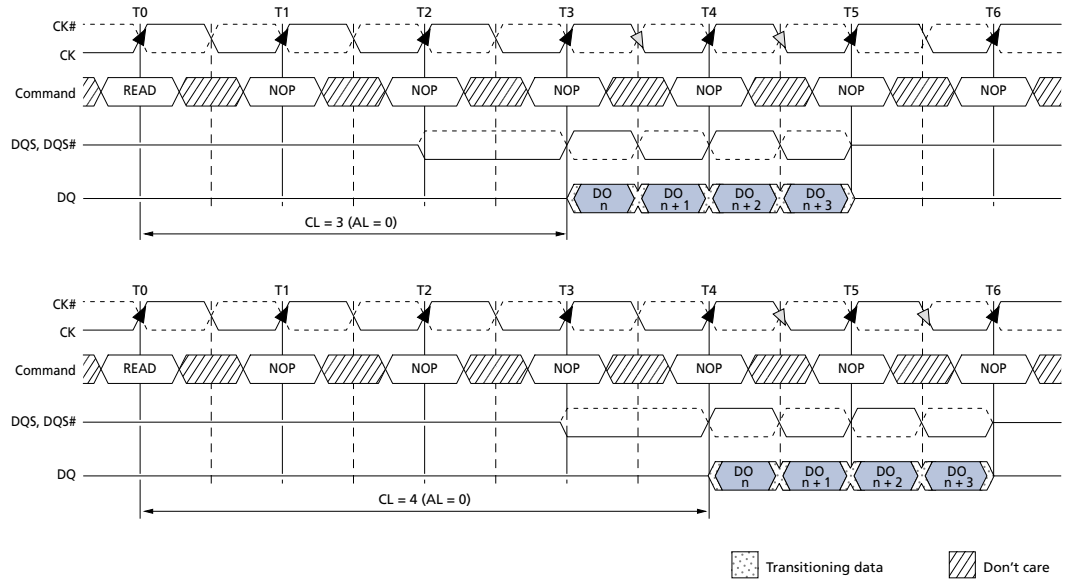 T0 T1 T2 T3 T4 T5 T6
CK#
CK
Command READ NOP NOP NOP NOP NOP NOP
DQS, DQS#
DQ DO n DO n + 1 DO n + 2 DO n + 3
CL = 3 (AL = 0)
T0 T1 T2 T3 T4 T5 T6
CK#
CK
Command READ NOP NOP NOP NOP NOP NOP
DQS, DQS#
DQ DO n DO n + 1 DO n + 2 DO n + 3
CL = 4 (AL = 0)
Transitioning data Don't care